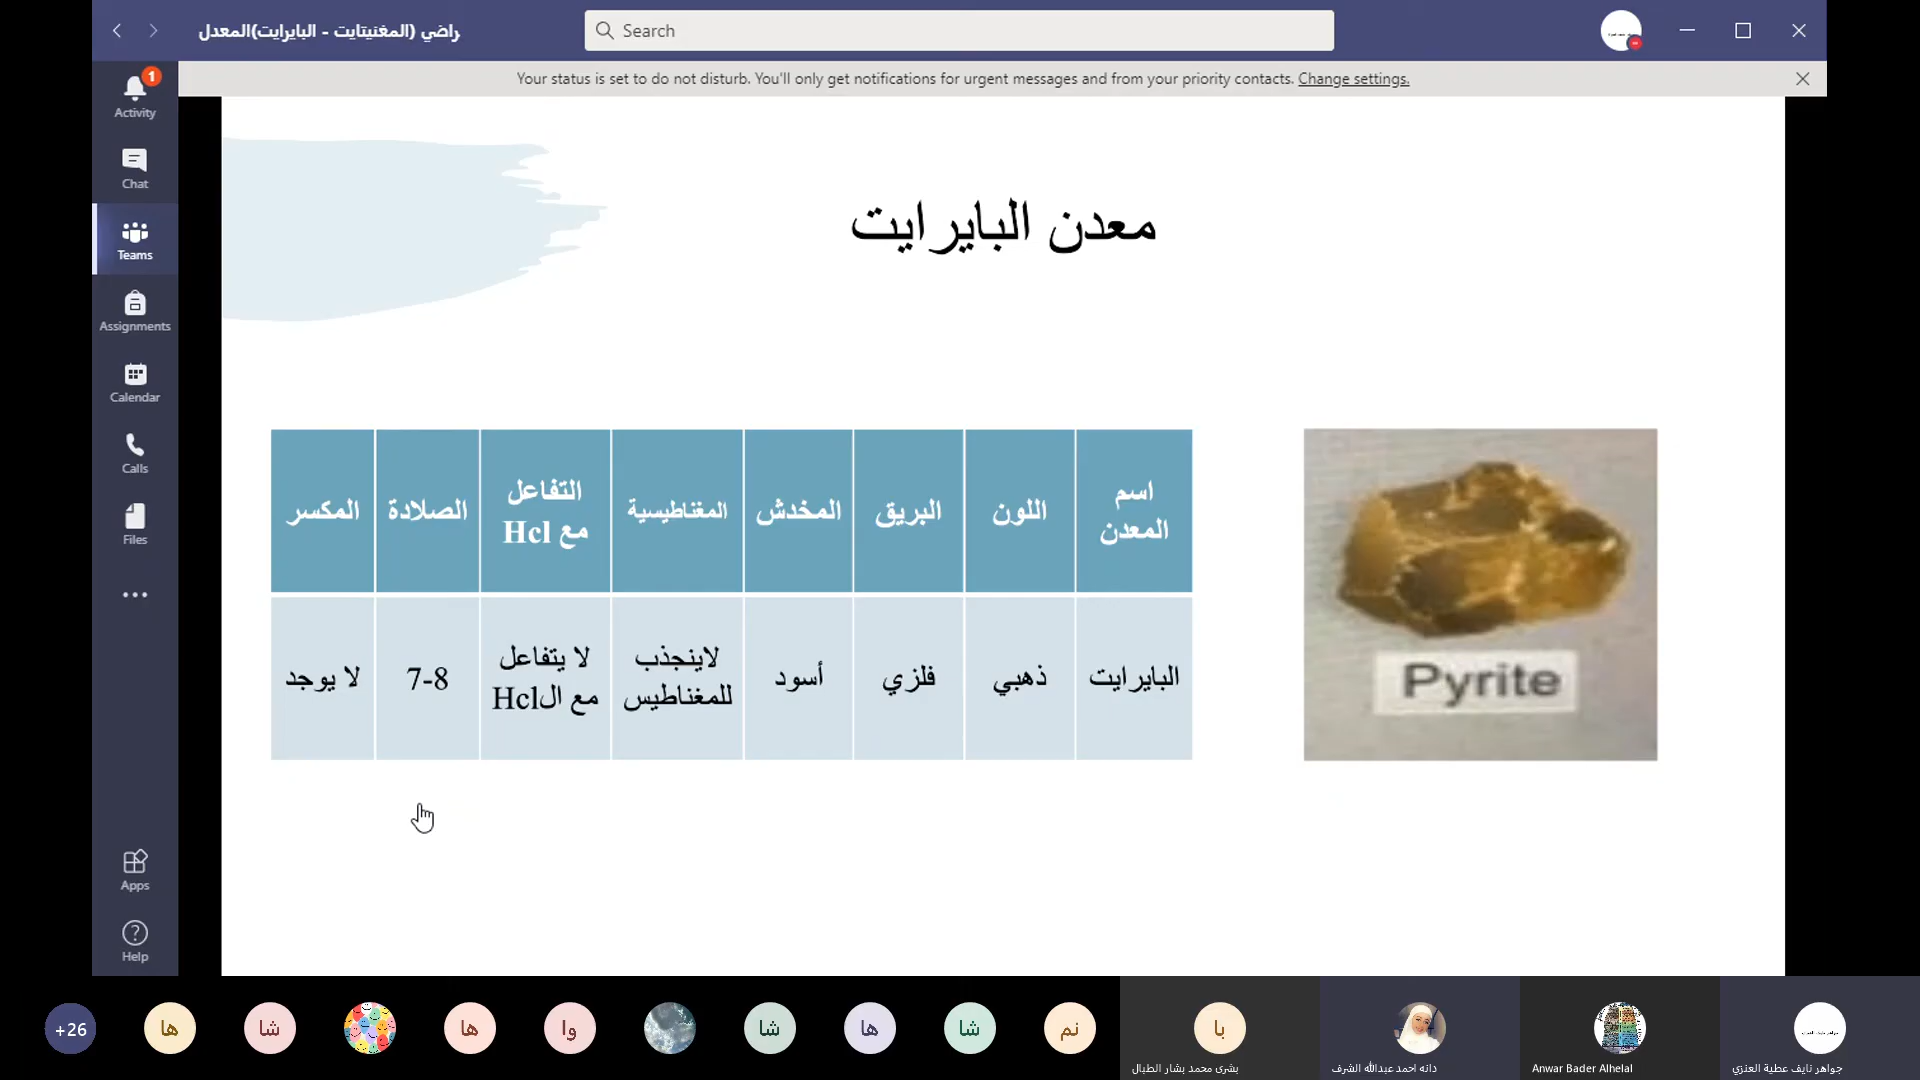 راضي (المغنيتايت - البايرايت)المعدل
Search
Your status is set to do not disturb. You'll only get notifications for urgent messages and from your priority contacts. Change settings.
1
Activity
Chat
Teams
Assignments
Calendar
Calls
Files
Apps
Help
معدن البايرايت
اسم المعدن
اللون
البريق
المخدش
المغناطيسية
التفاعل مع Hcl
الصلادة
المكسر
البايرايت
ذهبي
فلزي
أسود
لاينجذب للمغناطيس
لا يتفاعل مع الHcl
7-8
لا يوجد
Pyrite
+26
ها
شا
ها
وا
شا
ها
شا
نم
با
بشرى محمد بشار الطبال
دانه احمد عبدالله الشرف
Anwar Bader Alhelal
جواهر نايف عطية العنزي